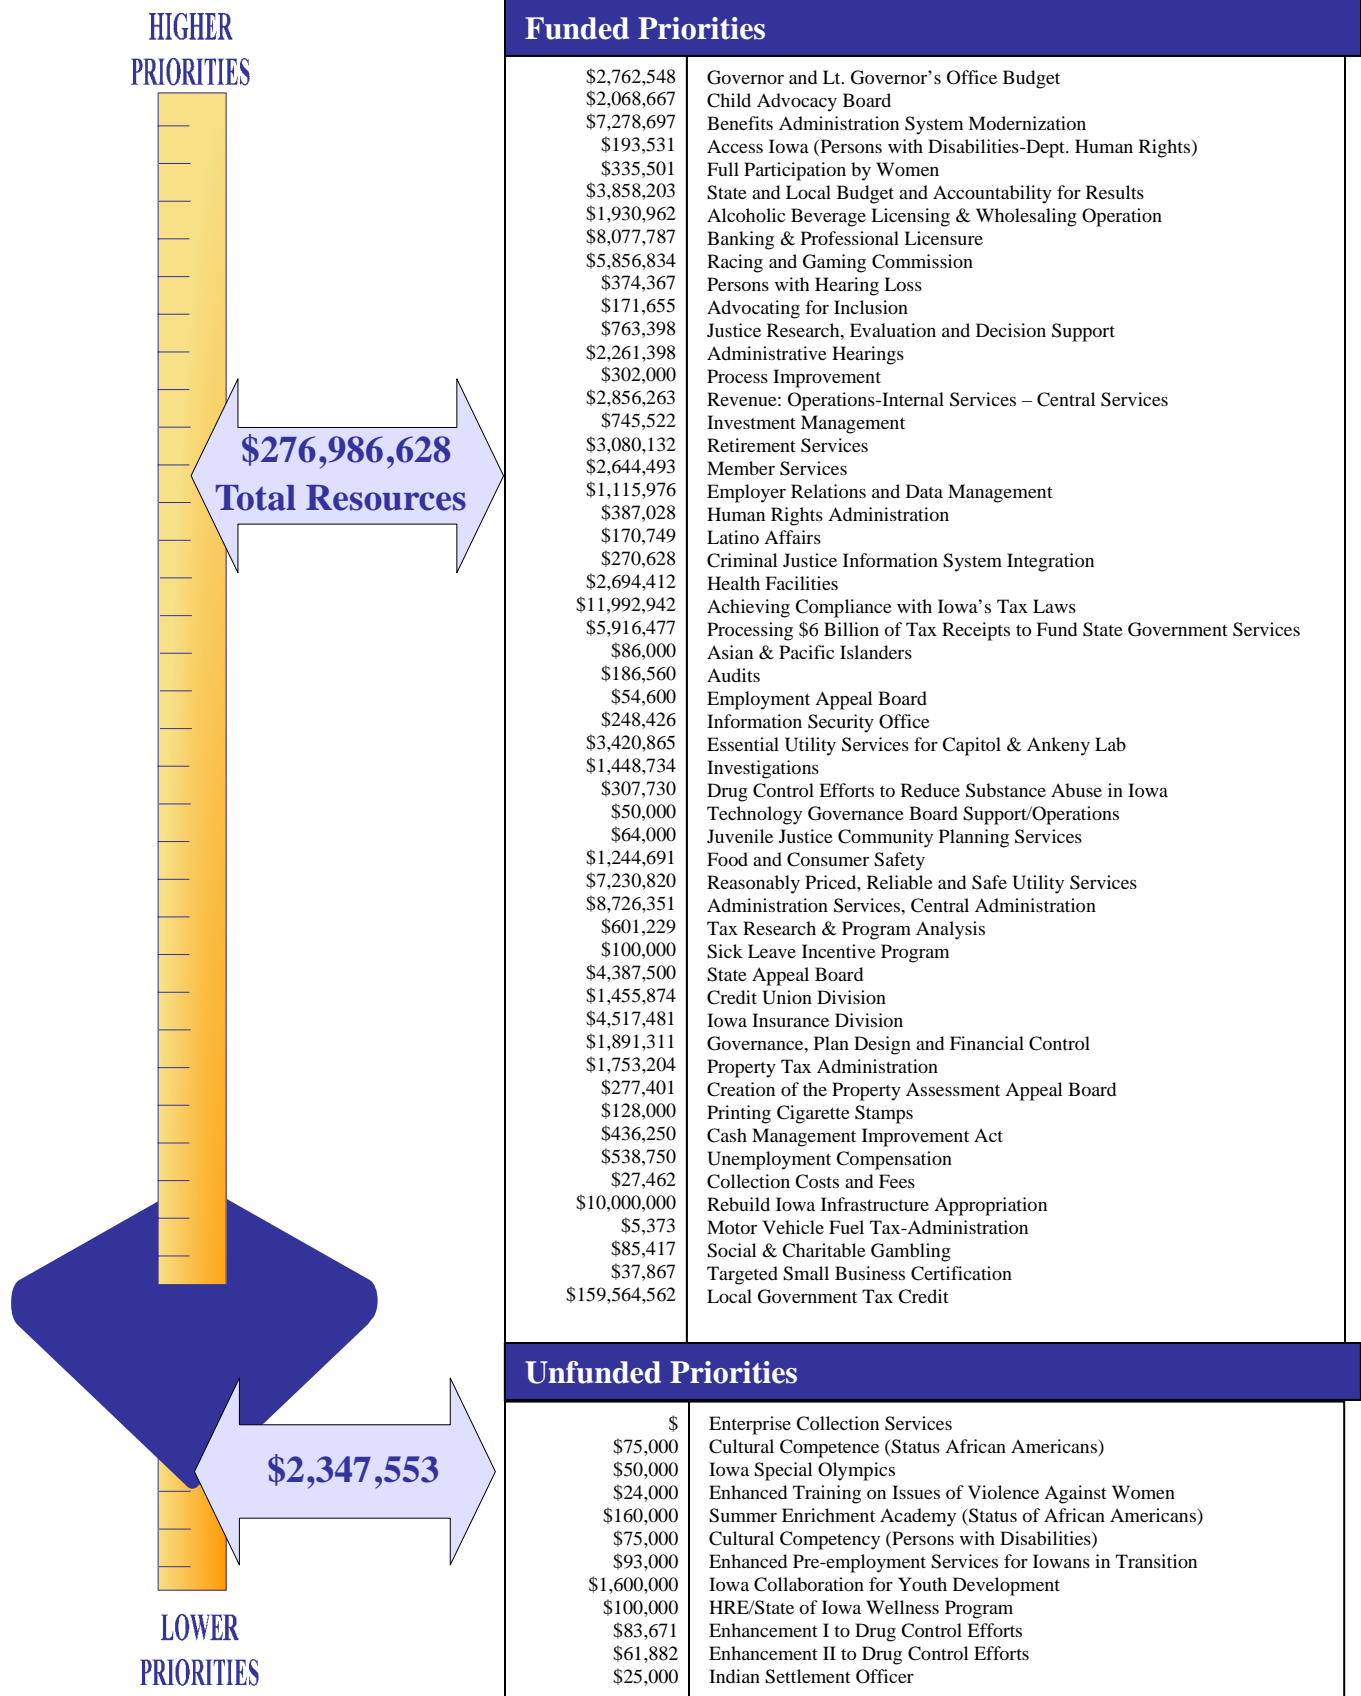 HIGHER
PRIORITIES
Funded Priorities
$2,762,548 Governor and Lt. Governor’s Office Budget
$2,068,667 Child Advocacy Board
$7,278,697 Benefits Administration System Modernization
$193,531 Access Iowa (Persons with Disabilities-Dept. Human Rights)
$335,501 Full Participation by Women
$3,858,203 State and Local Budget and Accountability for Results
$1,930,962 Alcoholic Beverage Licensing & Wholesaling Operation
$8,077,787 Banking & Professional Licensure
$5,856,834 Racing and Gaming Commission
$374,367 Persons with Hearing Loss
$171,655 Advocating for Inclusion
$763,398 Justice Research, Evaluation and Decision Support
$2,261,398 Administrative Hearings
$302,000 Process Improvement
$2,856,263 Revenue: Operations-Internal Services – Central Services
$745,522 Investment Management
$3,080,132 Retirement Services
$2,644,493 Member Services
$1,115,976 Employer Relations and Data Management
$387,028 Human Rights Administration
$170,749 Latino Affairs
$270,628 Criminal Justice Information System Integration
$2,694,412 Health Facilities
$11,992,942 Achieving Compliance with Iowa’s Tax Laws
$5,916,477 Processing $6 Billion of Tax Receipts to Fund State Government Services
$86,000 Asian & Pacific Islanders
$186,560 Audits
$54,600 Employment Appeal Board
$248,426 Information Security Office
$3,420,865 Essential Utility Services for Capitol & Ankeny Lab
$1,448,734 Investigations
$307,730 Drug Control Efforts to Reduce Substance Abuse in Iowa
$50,000 Technology Governance Board Support/Operations
$64,000 Juvenile Justice Community Planning Services
$1,244,691 Food and Consumer Safety
$7,230,820 Reasonably Priced, Reliable and Safe Utility Services
$8,726,351 Administration Services, Central Administration
$601,229 Tax Research & Program Analysis
$100,000 Sick Leave Incentive Program
$4,387,500 State Appeal Board
$1,455,874 Credit Union Division
$4,517,481 Iowa Insurance Division
$1,891,311 Governance, Plan Design and Financial Control
$1,753,204 Property Tax Administration
$277,401 Creation of the Property Assessment Appeal Board
$128,000 Printing Cigarette Stamps
$436,250 Cash Management Improvement Act
$538,750 Unemployment Compensation
$27,462 Collection Costs and Fees
$10,000,000 Rebuild Iowa Infrastructure Appropriation
$5,373 Motor Vehicle Fuel Tax-Administration
$85,417 Social & Charitable Gambling
$37,867 Targeted Small Business Certification
$159,564,562 Local Government Tax Credit
$276,986,628
Total Resources
Unfunded Priorities
$ Enterprise Collection Services
$75,000 Cultural Competence (Status African Americans)
$50,000 Iowa Special Olympics
$24,000 Enhanced Training on Issues of Violence Against Women
$160,000 Summer Enrichment Academy (Status of African Americans)
$75,000 Cultural Competency (Persons with Disabilities)
$93,000 Enhanced Pre-employment Services for Iowans in Transition
$1,600,000 Iowa Collaboration for Youth Development
$100,000 HRE/State of Iowa Wellness Program
$83,671 Enhancement I to Drug Control Efforts
$61,882 Enhancement II to Drug Control Efforts
$25,000 Indian Settlement Officer
$2,347,553
LOWER
PRIORITIES